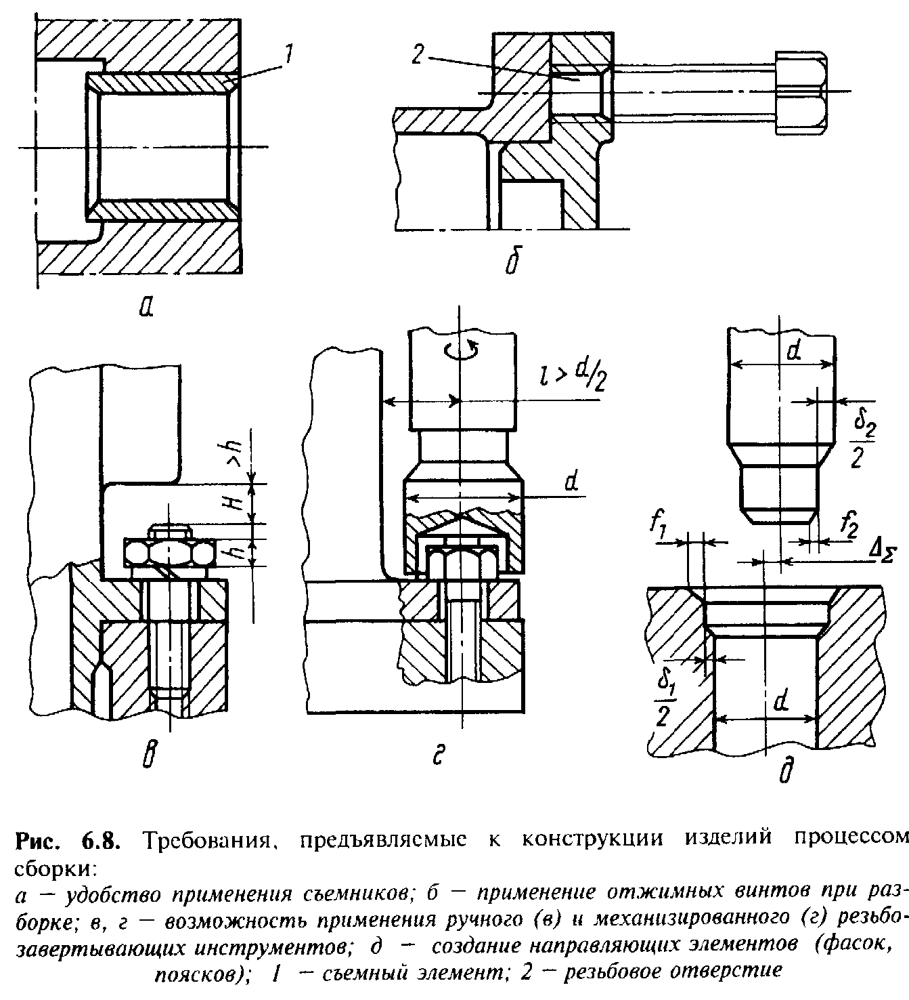 1
2
а
б
d
l > d/2
δ2/2
>h
H
h
d
f1
f2
ΔΣ
δ1/2
d
в
г
д
Рис. 6.8. Требования, предъявляемые к конструкции изделий процессом
сборки:
а — удобство применения съемников; б — применение отжимных винтов при раз-
борке; в, г — возможность применения ручного (в) и механизированного (г) резьбо-
завертывающих инструментов; д — создание направляющих элементов (фасок,
поясков); 1 — съемный элемент; 2 — резьбовое отверстие